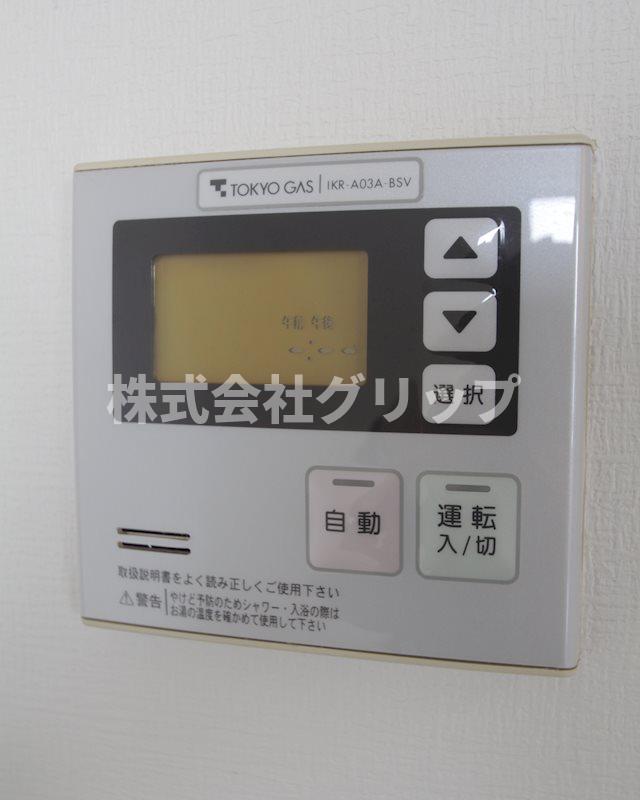 TOKYO GAS IKR-A03A-BSV
午前 午後
-:--
株式会社グリップ
選択
自動
運転
入/切
取扱説明書をよく読み正しくご使用下さい
警告 やけど予防のためシャワー・入浴の際は
お湯の温度を確かめて使用して下さい